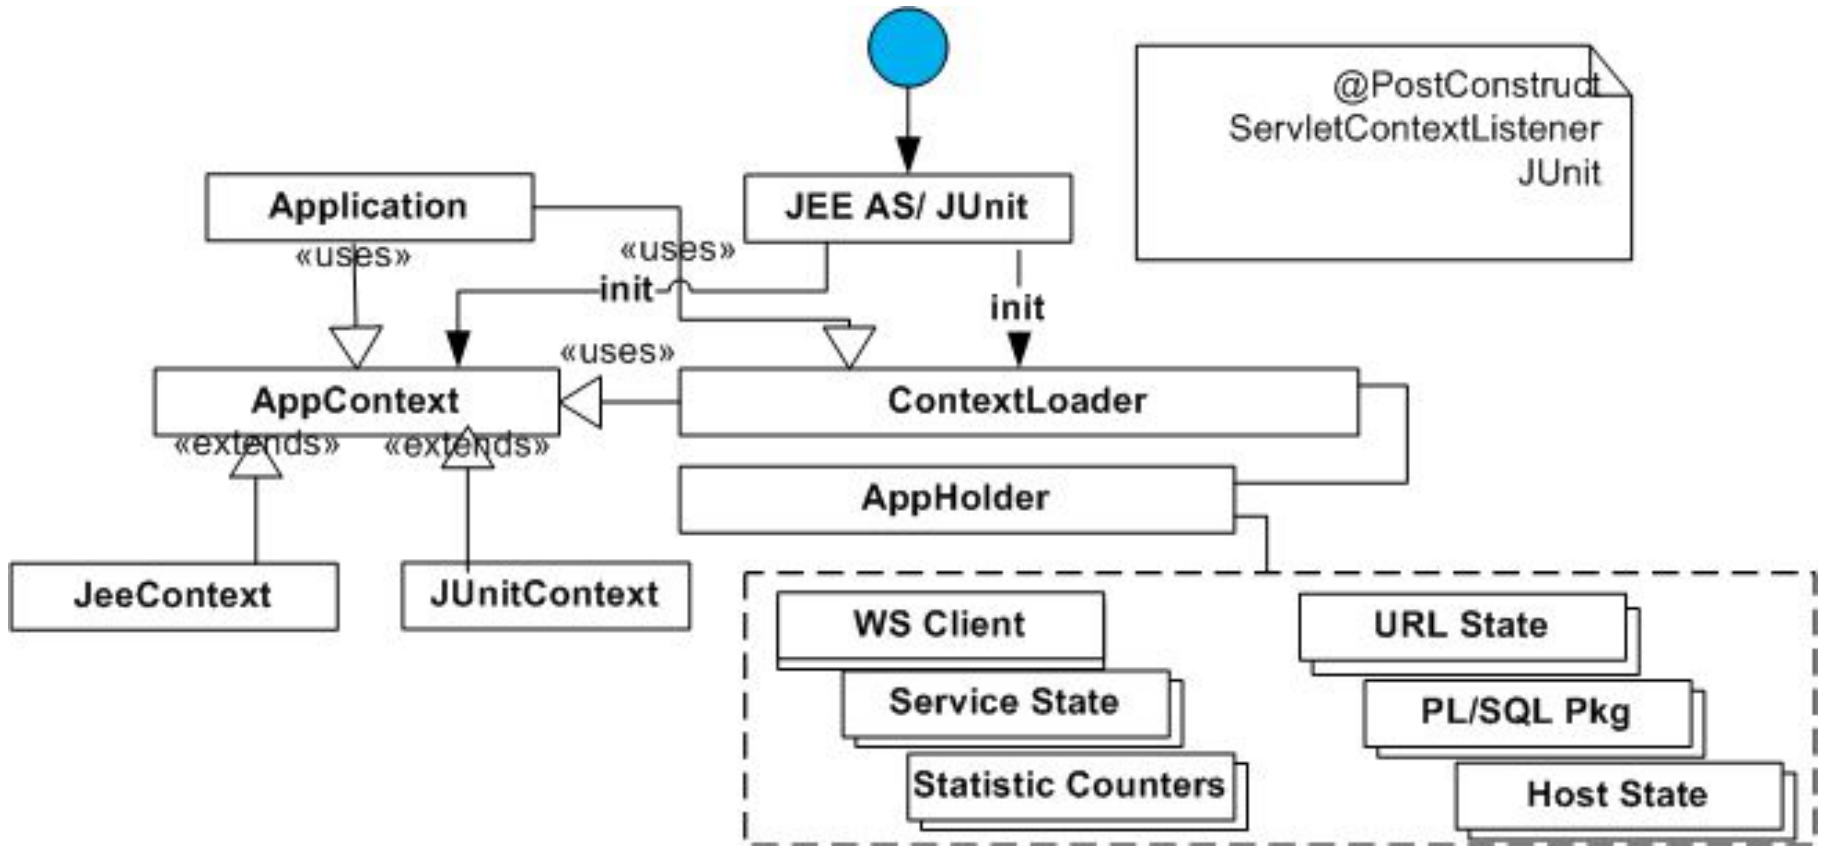 @PostConstruct
ServletContextListener
JUnit
Application
JEE AS/ JUnit
«uses»
«uses»
init
init
«uses»
AppContext
ContextLoader
«extends»
«extends»
AppHolder
JeeContext
JUnitContext
WS Client
URL State
Service State
PL/SQL Pkg
Statistic Counters
Host State